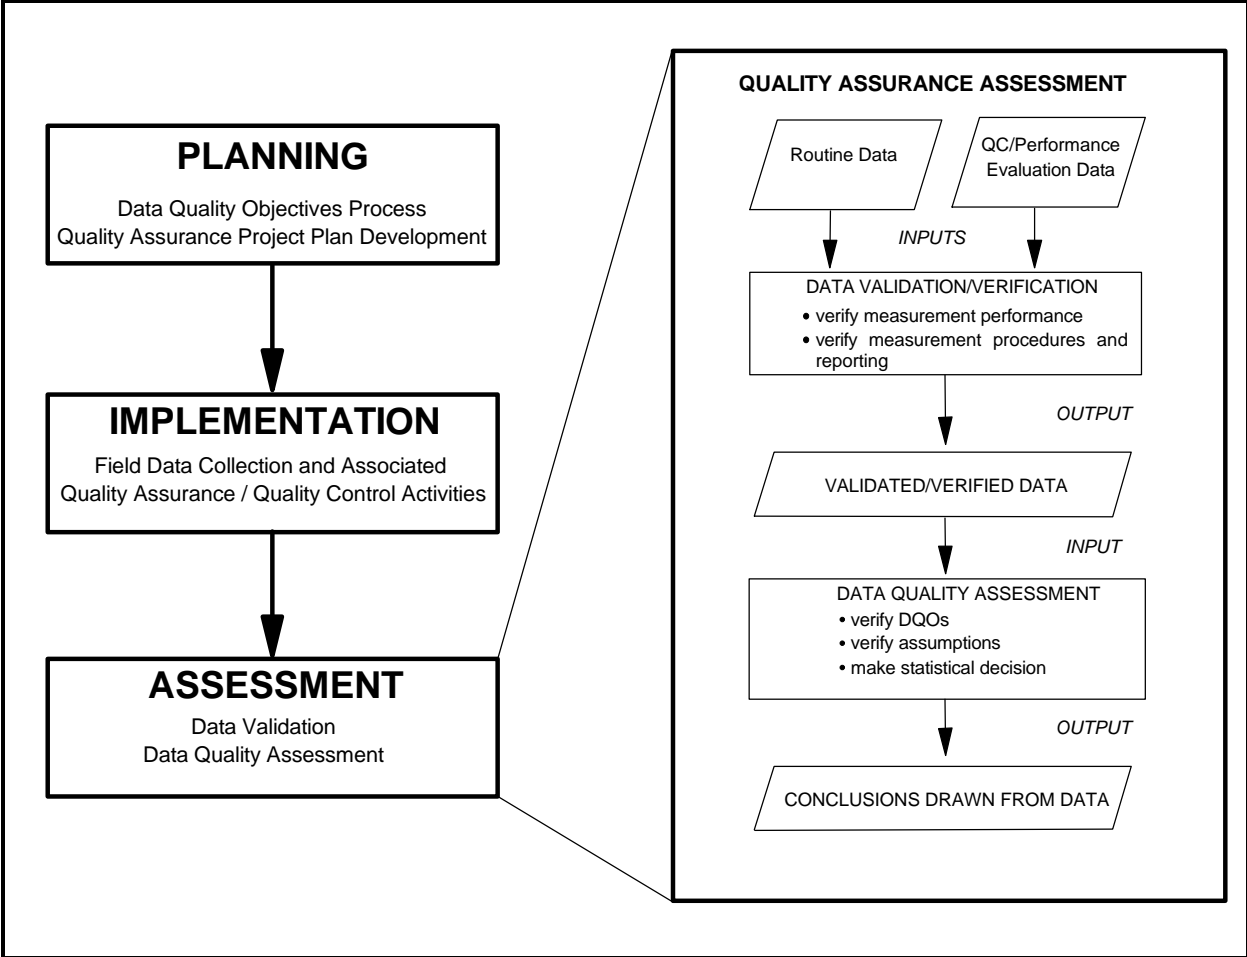 PLANNING
Data Quality Objectives Process
Quality Assurance Project Plan Development
IMPLEMENTATION
Field Data Collection and Associated
Quality Assurance / Quality Control Activities
ASSESSMENT
Data Validation
Data Quality Assessment
QUALITY ASSURANCE ASSESSMENT
Routine Data
QC/Performance
Evaluation Data
INPUTS
DATA VALIDATION/VERIFICATION
• verify measurement performance
• verify measurement procedures and
reporting
OUTPUT
VALIDATED/VERIFIED DATA
INPUT
DATA QUALITY ASSESSMENT
• verify DQOs
• verify assumptions
• make statistical decision
OUTPUT
CONCLUSIONS DRAWN FROM DATA